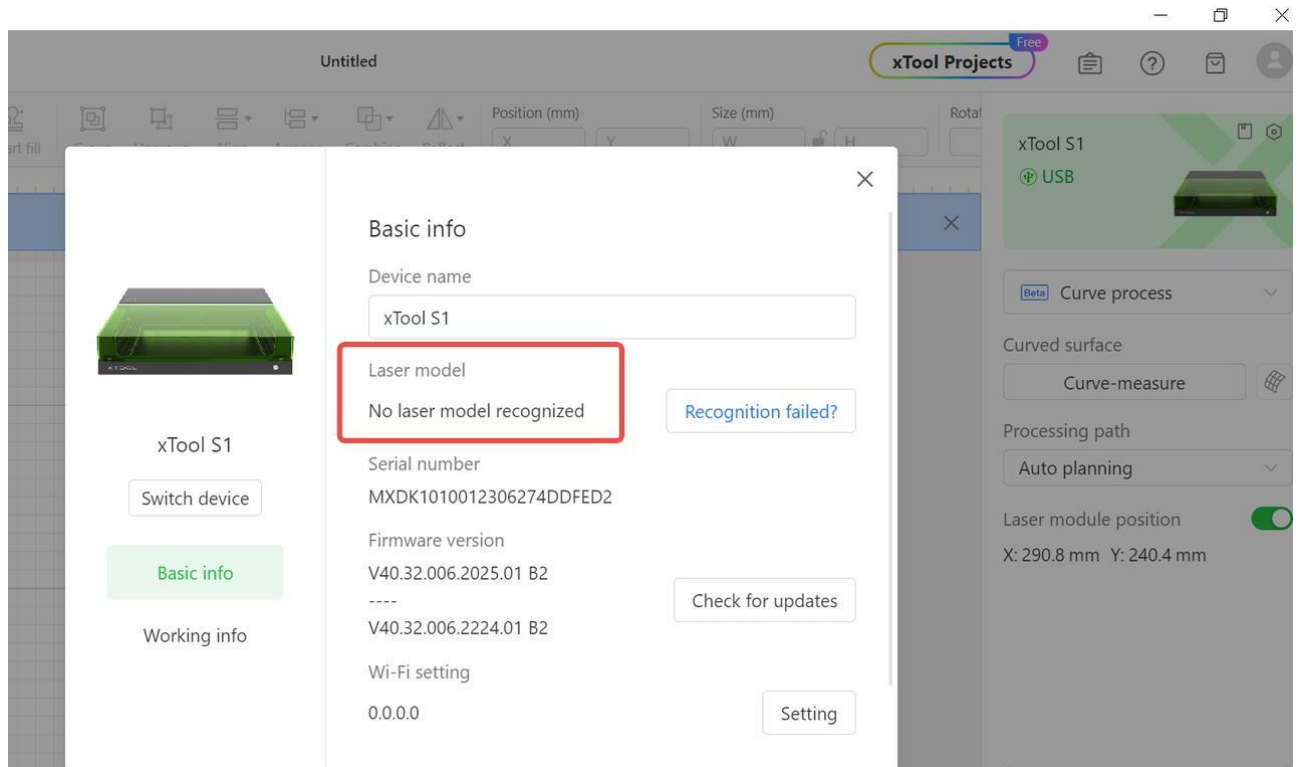 Untitled
Free
xTool Projects
art fill
Position (mm)
X
Y
Size (mm)
W
H
Rotat
xTool S1
USB
Beta Curve process
Curved surface
Curve-measure
Processing path
Auto planning
Laser module position
X: 290.8 mm Y: 240.4 mm
XTOOL
xTool S1
Switch device
Basic info
Working info
Basic info
Device name
xTool S1
Laser model
No laser model recognized
Recognition failed?
Serial number
MXDK1010012306274DDFED2
Firmware version
V40.32.006.2025.01 B2
----
V40.32.006.2224.01 B2
Check for updates
Wi-Fi setting
0.0.0.0
Setting